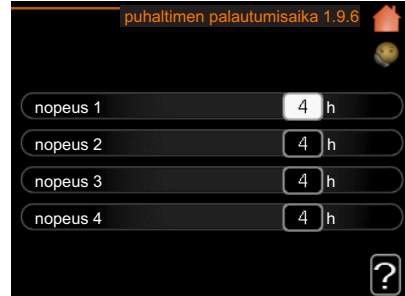 puhaltimen palautumisaika 1.9.6
nopeus 1 4 h
nopeus 2 4 h
nopeus 3 4 h
nopeus 4 4 h
?